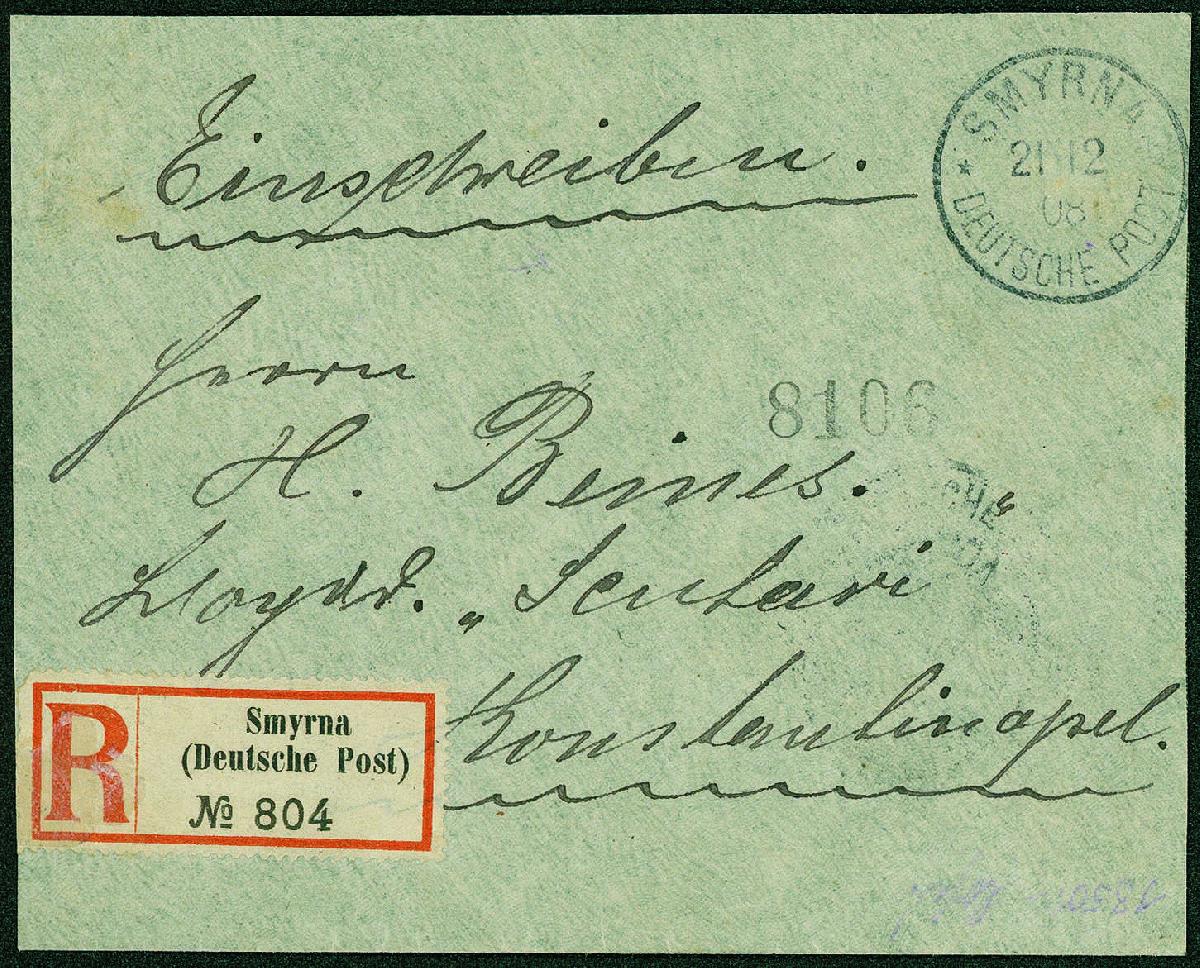 Einschreiben.
SMYRNA
21 12
08
* DEUTSCHE POST
Herrn
8106
H. Beines.
Lloydd. „Scutari“
Konstantinopel.
R
Smyrna
(Deutsche Post)
№ 804